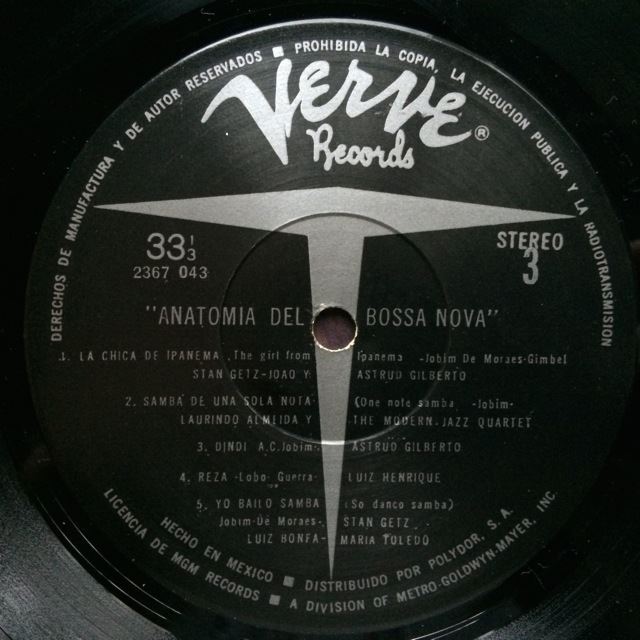 DERECHOS DE MANUFACTURA Y DE AUTOR RESERVADOS ■ PROHIBIDA LA COPIA, LA EJECUCION PUBLICA Y LA RADIOTRANSMISION
Verve ®
Records
33 1/3
2367 043
STEREO
3
"ANATOMIA DEL BOSSA NOVA"
1. LA CHICA DE IPANEMA (The girl from Ipanema -Jobim De Moraes-Gimbel
STAN GETZ-JOAO Y ASTRUD GILBERTO
2. SAMBA DE UNA SOLA NOTA (One note samba -Jobim-
LAURINDO ALMEIDA Y THE MODERN JAZZ QUARTET
3. DINDI A.C.Jobim- ASTRUD GILBERTO
4. REZA -Lobo Guerra- LUIZ HENRIQUE
5. YO BAILO SAMBA (So danco samba)
Jobim-De Moraes- STAN GETZ
LUIZ BONFA- MARIA TOLEDO
HECHO EN MEXICO ■ DISTRIBUIDO POR POLYDOR, S.A.
LICENCIA DE MGM RECORDS ■ A DIVISION OF METRO-GOLDWYN-MAYER, INC